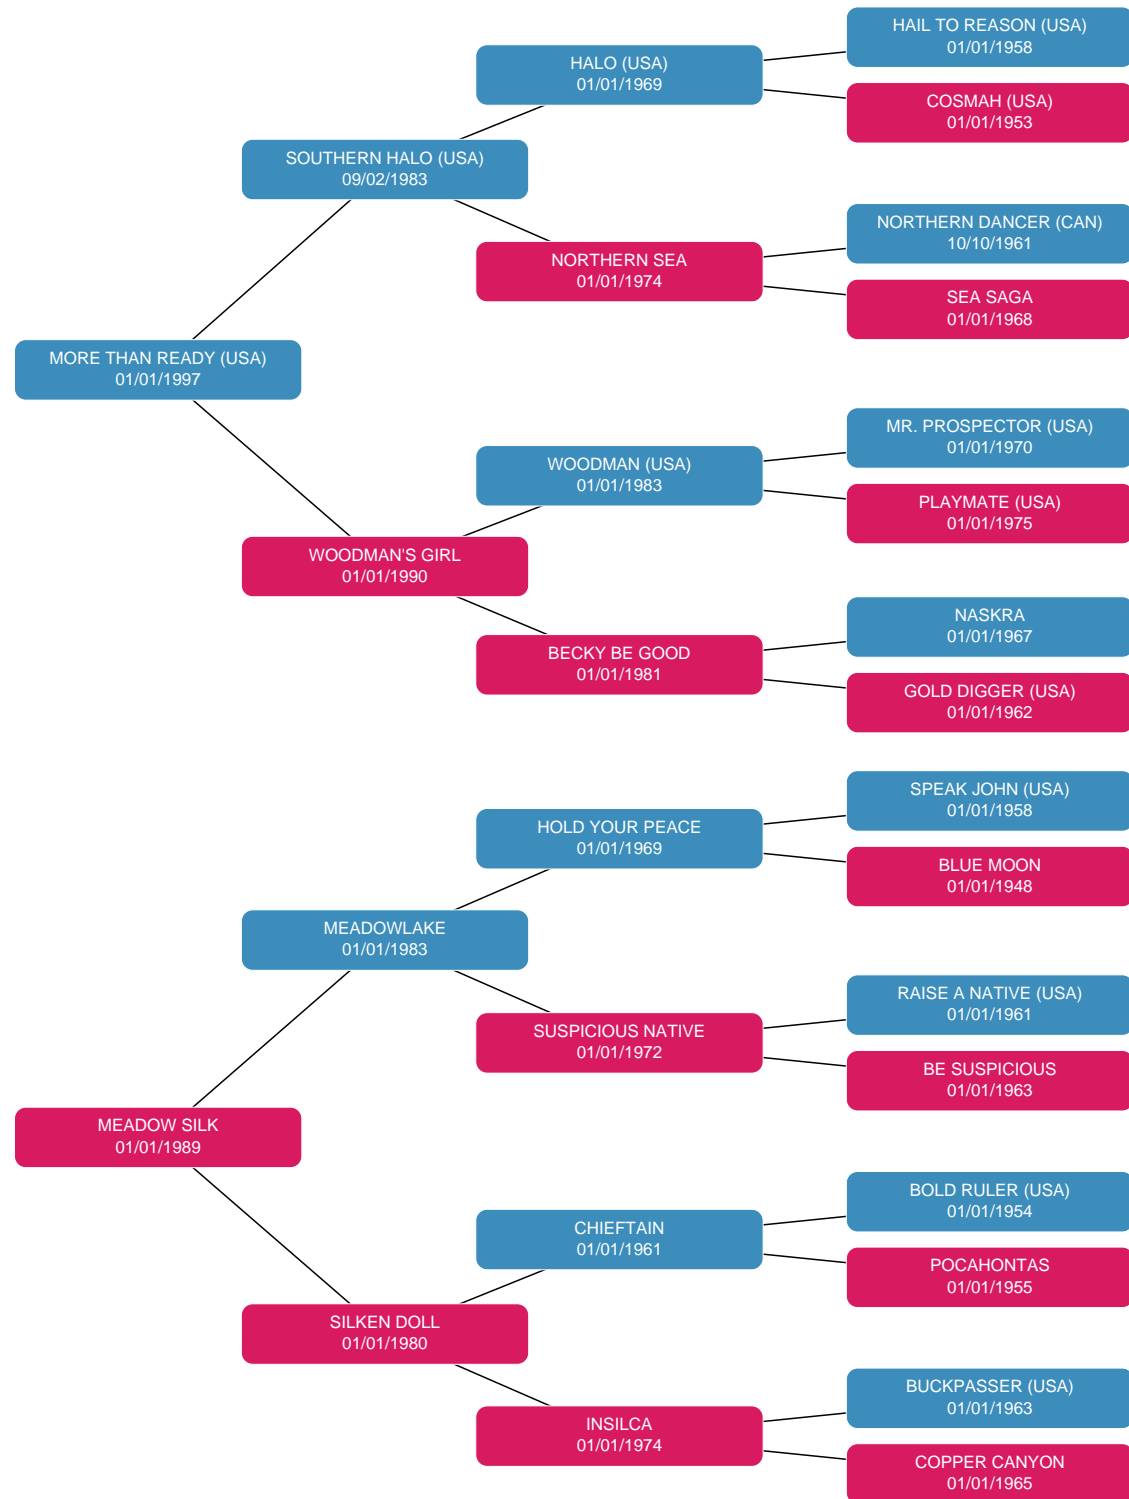 HAIL TO REASON (USA)
01/01/1958
HALO (USA)
01/01/1969
COSMAH (USA)
01/01/1953
SOUTHERN HALO (USA)
09/02/1983
NORTHERN DANCER (CAN)
10/10/1961
NORTHERN SEA
01/01/1974
SEA SAGA
01/01/1968
MORE THAN READY (USA)
01/01/1997
MR. PROSPECTOR (USA)
01/01/1970
WOODMAN (USA)
01/01/1983
PLAYMATE (USA)
01/01/1975
WOODMAN'S GIRL
01/01/1990
NASKRA
01/01/1967
BECKY BE GOOD
01/01/1981
GOLD DIGGER (USA)
01/01/1962
SPEAK JOHN (USA)
01/01/1958
HOLD YOUR PEACE
01/01/1969
BLUE MOON
01/01/1948
MEADOWLAKE
01/01/1983
RAISE A NATIVE (USA)
01/01/1961
SUSPICIOUS NATIVE
01/01/1972
BE SUSPICIOUS
01/01/1963
MEADOW SILK
01/01/1989
BOLD RULER (USA)
01/01/1954
CHIEFTAIN
01/01/1961
POCAHONTAS
01/01/1955
SILKEN DOLL
01/01/1980
BUCKPASSER (USA)
01/01/1963
INSILCA
01/01/1974
COPPER CANYON
01/01/1965